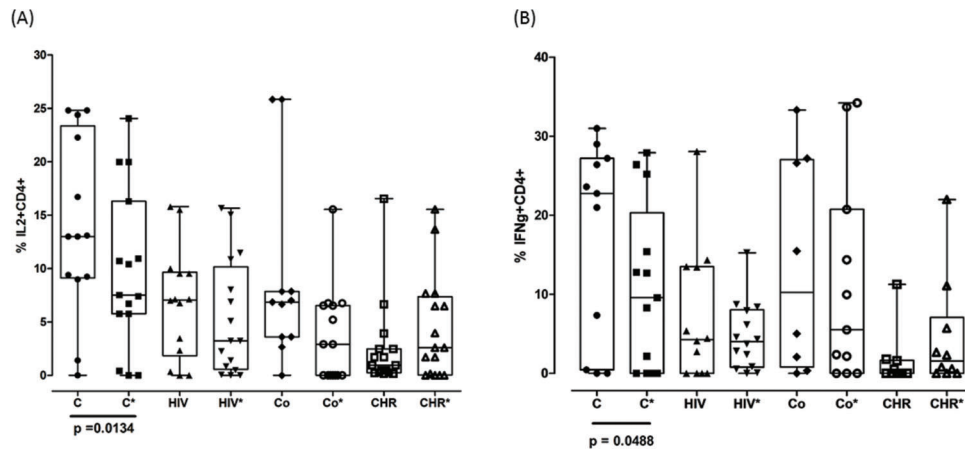 (A)
30
25
20
15
10
5
0
% IL2+CD4+
C C* HIV HIV* Co Co* CHR CHR*
p =0.0134
(B)
40
30
20
10
0
% IFNg+CD4+
C C* HIV HIV* Co Co* CHR CHR*
p = 0.0488